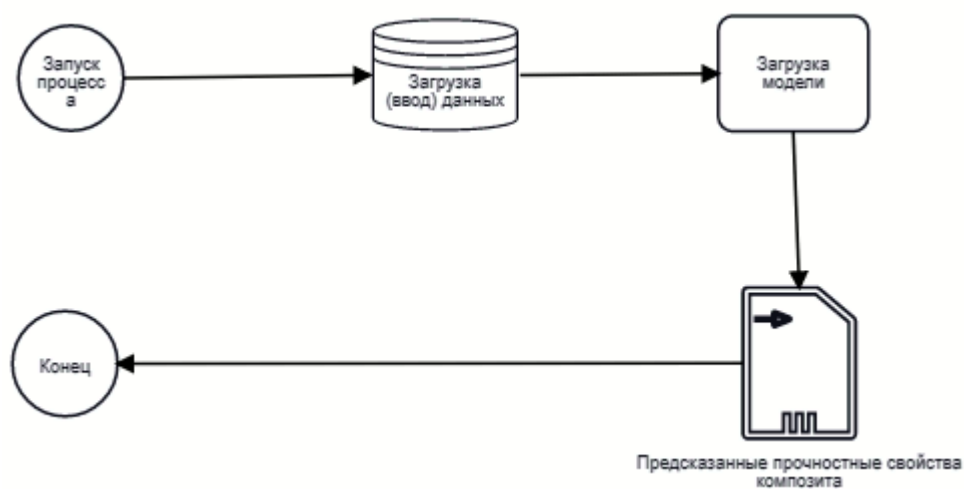 Запуск
процесс
а
Загрузка
(ввод) данных
Загрузка
модели
Предсказанные прочностные свойства
композита
Конец